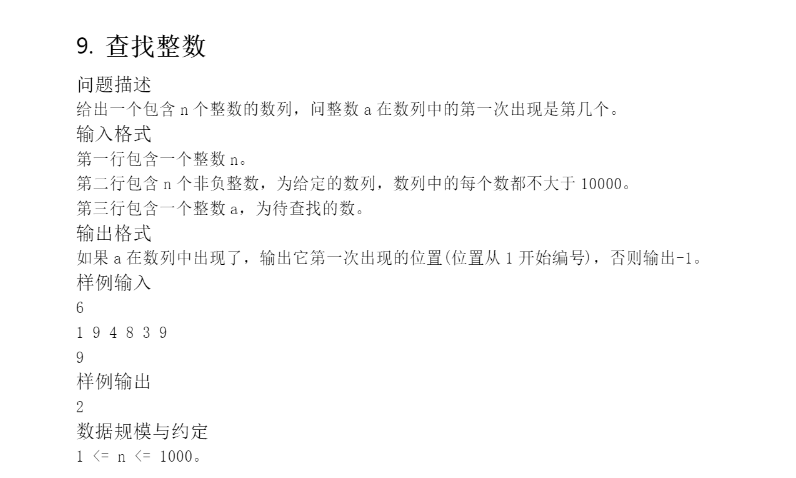 9. 查找整数
问题描述
给出一个包含 n 个整数的数列，问整数 a 在数列中的第一次出现是第几个。
输入格式
第一行包含一个整数 n。
第二行包含 n 个非负整数，为给定的数列，数列中的每个数都不大于 10000。
第三行包含一个整数 a，为待查找的数。
输出格式
如果 a 在数列中出现了，输出它第一次出现的位置(位置从 1 开始编号)，否则输出-1。
样例输入
6
1 9 4 8 3 9
9
样例输出
2
数据规模与约定
1 <= n <= 1000。